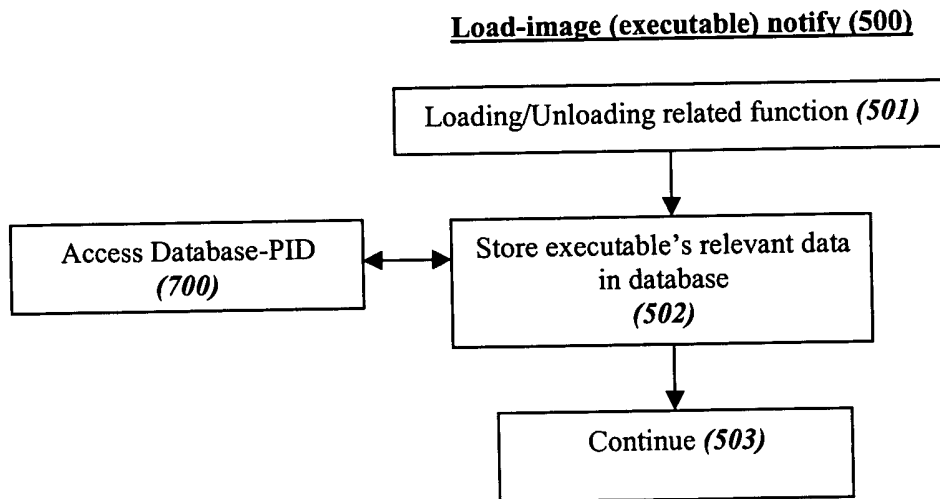 Load-image (executable) notify (500)
Loading/Unloading related function (501)
Access Database-PID
(700)
Store executable's relevant data
in database
(502)
Continue (503)